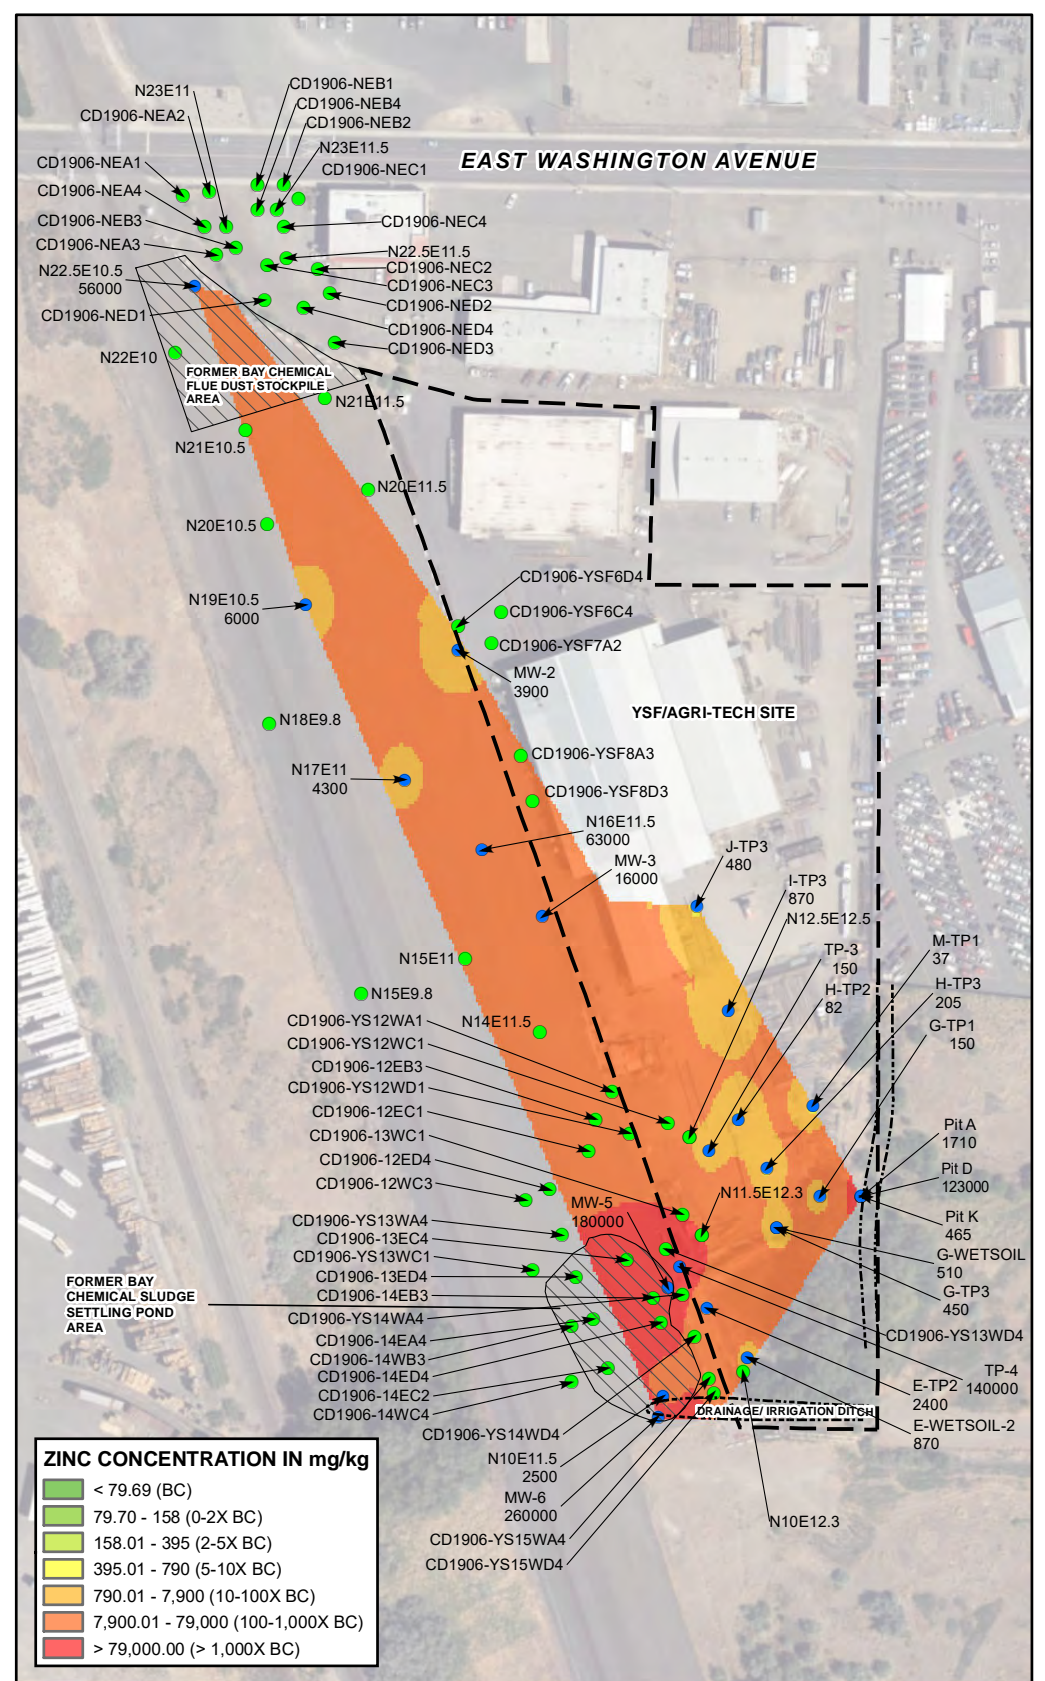 N23E11
CD1906-NEA2
CD1906-NEB1
CD1906-NEB4
CD1906-NEB2
N23E11.5
CD1906-NEC1
EAST WASHINGTON AVENUE
CD1906-NEA1
CD1906-NEA4
CD1906-NEB3
CD1906-NEA3
N22.5E10.5
56000
CD1906-NED1
N22E10
CD1906-NEC4
N22.5E11.5
CD1906-NEC2
CD1906-NEC3
CD1906-NED2
CD1906-NED4
CD1906-NED3
FORMER BAY CHEMICAL
FLUE DUST STOCKPILE
AREA
N21E11.5
N21E10.5
N20E11.5
N20E10.5
CD1906-YSF6D4
N19E10.5
6000
CD1906-YSF6C4
CD1906-YSF7A2
MW-2
3900
YSF/AGRI-TECH SITE
N18E9.8
CD1906-YSF8A3
N17E11
4300
CD1906-YSF8D3
N16E11.5
63000
MW-3
16000
J-TP3
480
I-TP3
870
N12.5E12.5
TP-3
150
H-TP2
82
M-TP1
37
H-TP3
205
G-TP1
150
N15E11
N15E9.8
N14E11.5
CD1906-YS12WA1
CD1906-YS12WC1
CD1906-12EB3
CD1906-YS12WD1
CD1906-12EC1
CD1906-13WC1
CD1906-12ED4
CD1906-12WC3
MW-5
180000
N11.5E12.3
Pit A
1710
Pit D
123000
Pit K
465
G-WETSOIL
510
G-TP3
450
CD1906-YS13WD4
TP-4
140000
E-TP2
2400
E-WETSOIL-2
870
CD1906-YS13WA4
CD1906-13EC4
CD1906-YS13WC1
CD1906-13ED4
CD1906-14EB3
CD1906-YS14WA4
CD1906-14EA4
CD1906-14WB3
CD1906-14ED4
CD1906-14EC2
CD1906-14WC4
FORMER BAY
CHEMICAL SLUDGE
SETTLING POND
AREA
DRAINAGE/ IRRIGATION DITCH
CD1906-YS14WD4
N10E11.5
2500
MW-6
260000
CD1906-YS15WA4
CD1906-YS15WD4
N10E12.3
ZINC CONCENTRATION IN mg/kg
< 79.69 (BC)
79.70 - 158 (0-2X BC)
158.01 - 395 (2-5X BC)
395.01 - 790 (5-10X BC)
790.01 - 7,900 (10-100X BC)
7,900.01 - 79,000 (100-1,000X BC)
> 79,000.00 (> 1,000X BC)